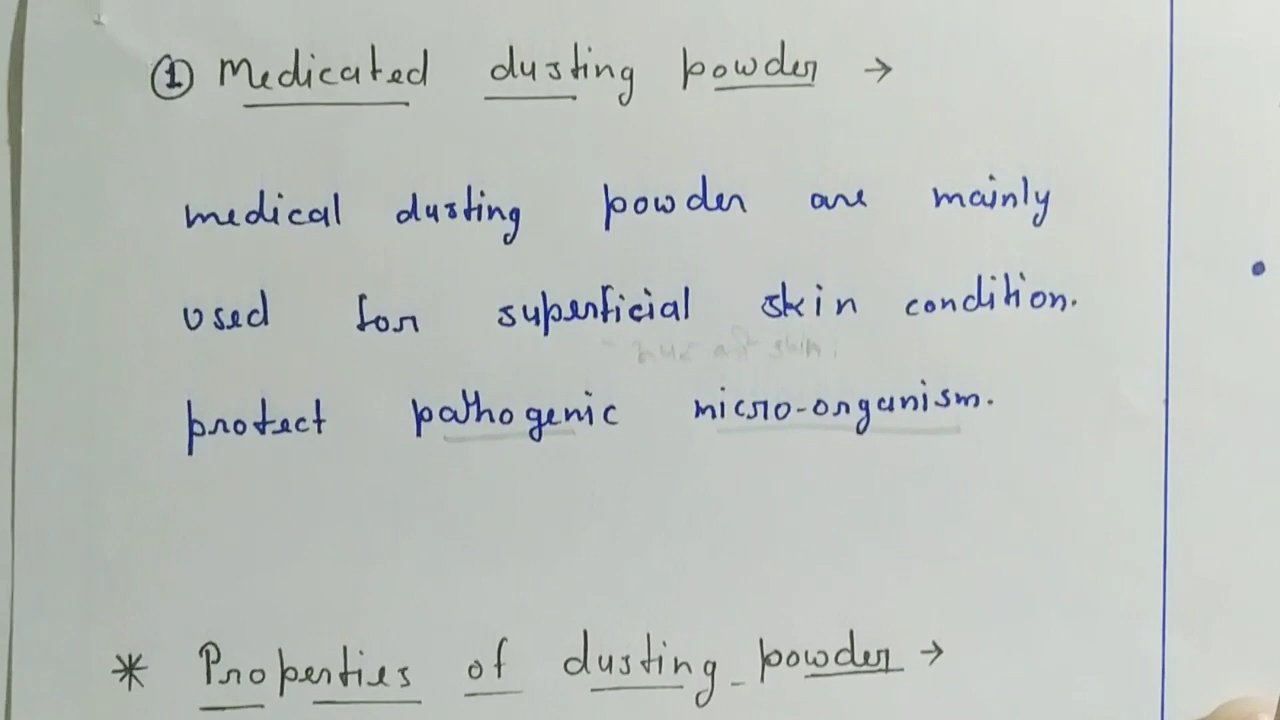 ① Medicated dusting powder →
medical dusting powder are mainly
used for superficial skin condition.
protect pathogenic micro-organism.
* Properties of dusting powder →